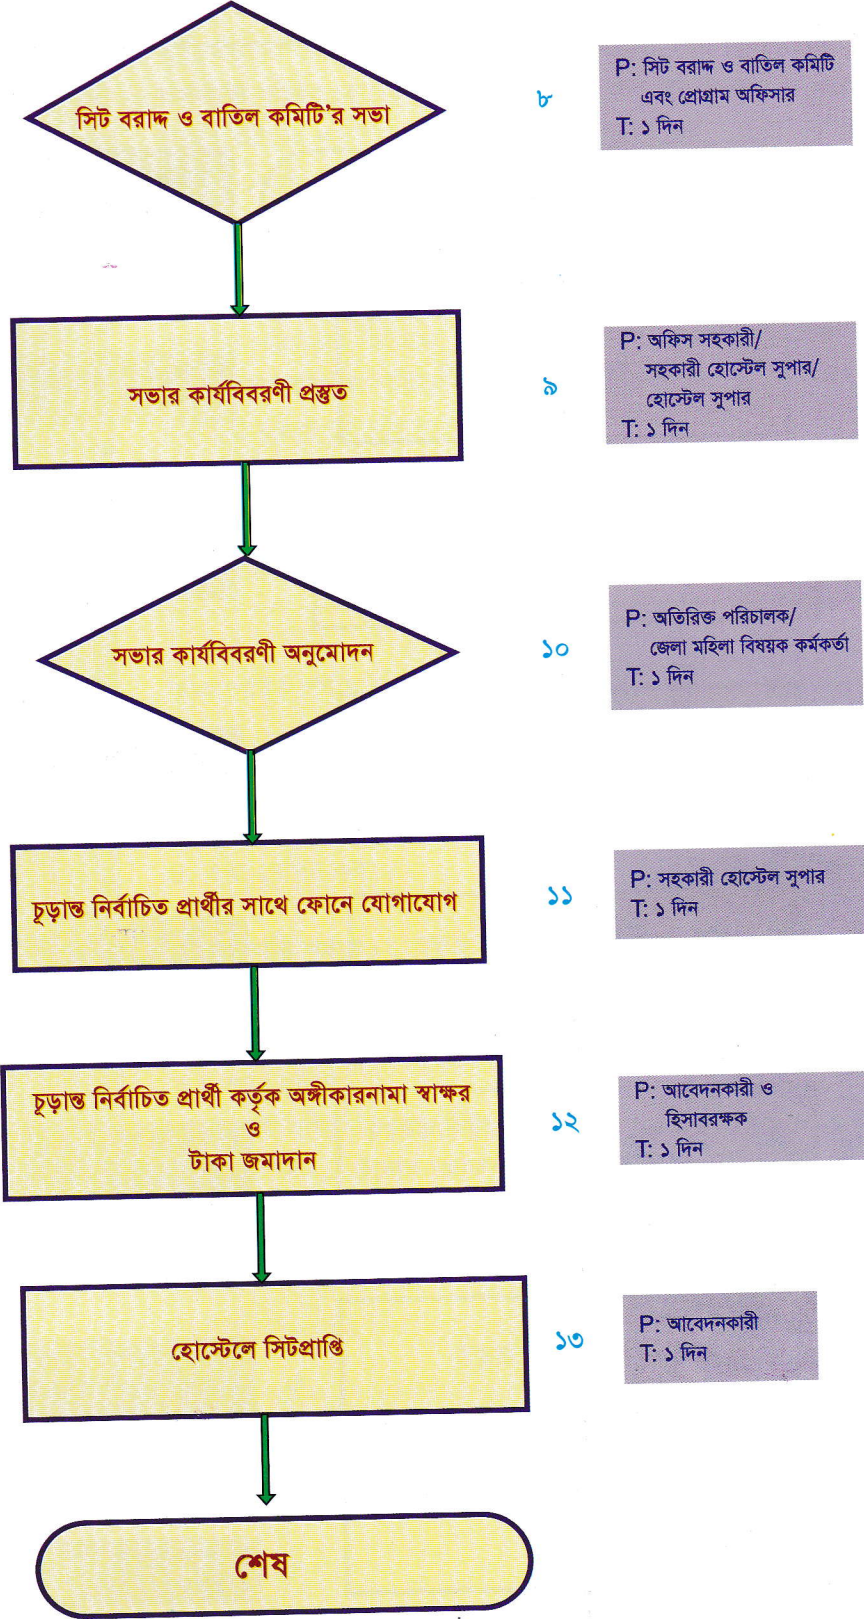 সিট বরাদ্দ ও বাতিল কমিটি'র সভা
৮
P: সিট বরাদ্দ ও বাতিল কমিটি
এবং প্রোগ্রাম অফিসার
T: ১ দিন
সভার কার্যবিবরণী প্রস্তুত
৯
P: অফিস সহকারী/
সহকারী হোস্টেল সুপার/
হোস্টেল সুপার
T: ১ দিন
সভার কার্যবিবরণী অনুমোদন
১০
P: অতিরিক্ত পরিচালক/
জেলা মহিলা বিষয়ক কর্মকর্তা
T: ১ দিন
চূড়ান্ত নির্বাচিত প্রার্থীর সাথে ফোনে যোগাযোগ
১১
P: সহকারী হোস্টেল সুপার
T: ১ দিন
চূড়ান্ত নির্বাচিত প্রার্থী কর্তৃক অঙ্গীকারনামা স্বাক্ষর
ও
টাকা জমাদান
১২
P: আবেদনকারী ও
হিসাবরক্ষক
T: ১ দিন
হোস্টেলে সিটপ্রাপ্তি
১৩
P: আবেদনকারী
T: ১ দিন
শেষ